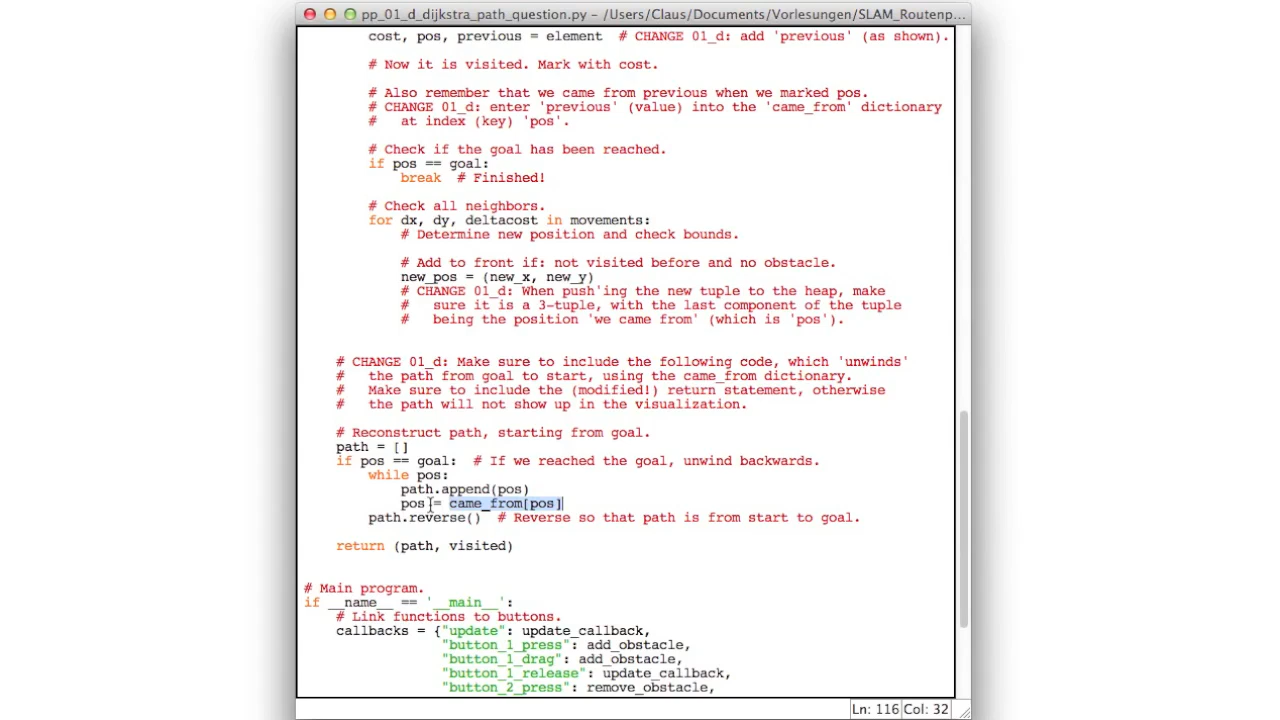 pp_01_d_dijkstra_path_question.py – /Users/Claus/Documents/Vorlesungen/SLAM_Routenp...
cost, pos, previous = element  # CHANGE 01_d: add 'previous' (as shown).
# Now it is visited. Mark with cost.
# Also remember that we came from previous when we marked pos.
# CHANGE 01_d: enter 'previous' (value) into the 'came_from' dictionary
#   at index (key) 'pos'.
# Check if the goal has been reached.
if pos == goal:
break  # Finished!
# Check all neighbors.
for dx, dy, deltacost in movements:
# Determine new position and check bounds.
# Add to front if: not visited before and no obstacle.
new_pos = (new_x, new_y)
# CHANGE 01_d: When push'ing the new tuple to the heap, make
#   sure it is a 3-tuple, with the last component of the tuple
#   being the position 'we came from' (which is 'pos').
# CHANGE 01_d: Make sure to include the following code, which 'unwinds'
#   the path from goal to start, using the came_from dictionary.
#   Make sure to include the (modified!) return statement, otherwise
#   the path will not show up in the visualization.
# Reconstruct path, starting from goal.
path = []
if pos == goal:  # If we reached the goal, unwind backwards.
while pos:
path.append(pos)
pos = came_from[pos]
path.reverse()  # Reverse so that path is from start to goal.
return (path, visited)
# Main program.
if __name__ == '__main__':
# Link functions to buttons.
callbacks = {"update": update_callback,
"button_1_press": add_obstacle,
"button_1_drag": add_obstacle,
"button_1_release": update_callback,
"button_2_press": remove_obstacle,
Ln: 116 Col: 32